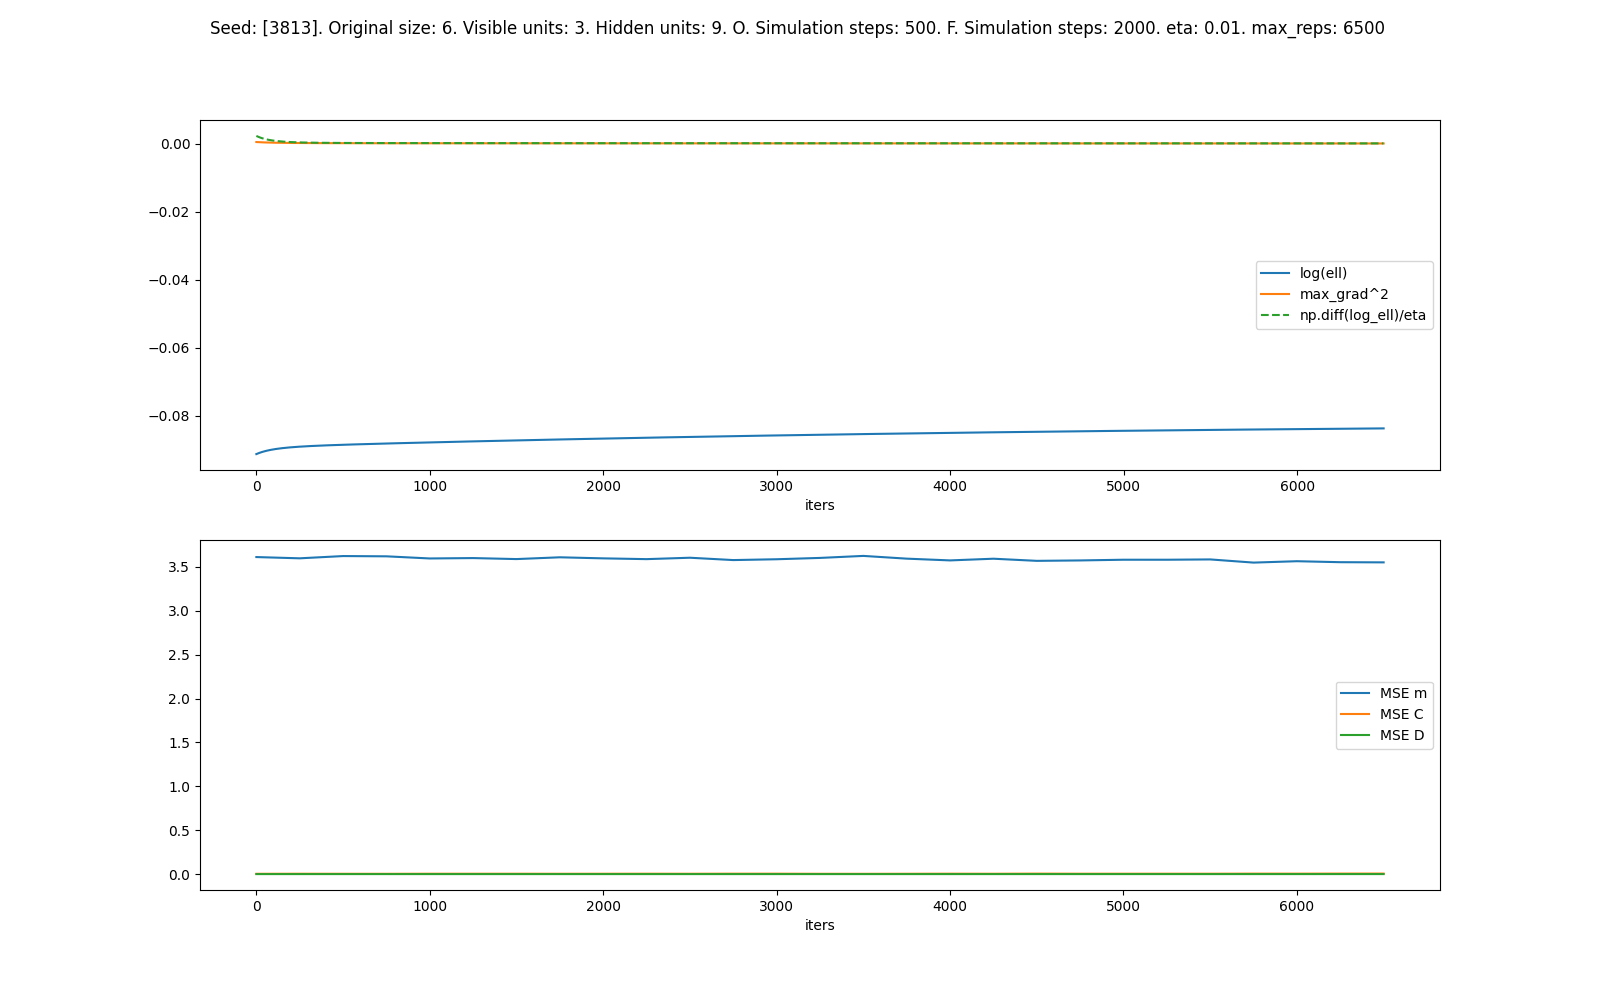 Seed: [3813]. Original size: 6. Visible units: 3. Hidden units: 9. O. Simulation steps: 500. F. Simulation steps: 2000. eta: 0.01. max_reps: 6500
0.00
−0.02
−0.04
−0.06
−0.08
log(ell)
max_grad^2
np.diff(log_ell)/eta
0 1000 2000 3000 4000 5000 6000
iters
3.5
3.0
2.5
2.0
1.5
1.0
0.5
0.0
MSE m
MSE C
MSE D
0 1000 2000 3000 4000 5000 6000
iters